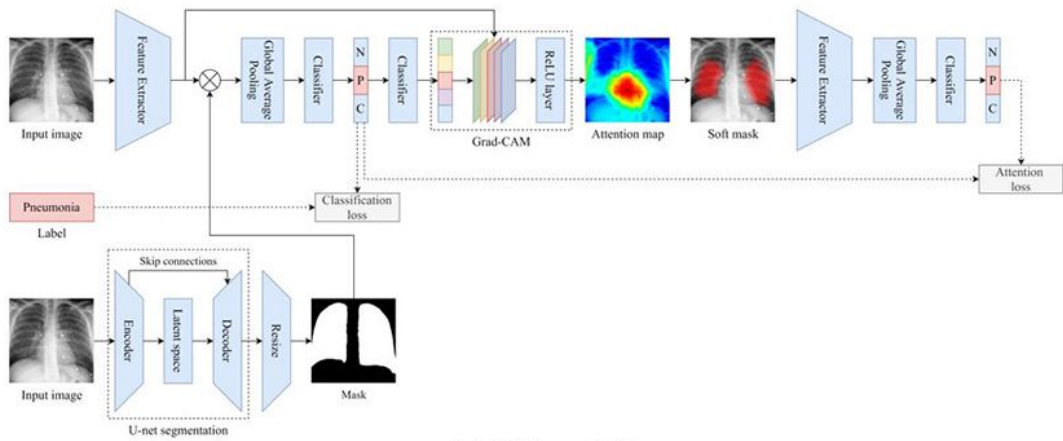 Input image
Feature Extractor
Global Average
Pooling
Classifier
N
P
C
Classifier
ReLU layer
Grad-CAM
Attention map
Soft mask
Feature Extractor
Global Average
Pooling
Classifier
N
P
C
Pneumonia
Label
Classification
loss
Attention
loss
Input image
Skip connections
Encoder
Latent space
Decoder
U-net segmentation
Resize
Mask